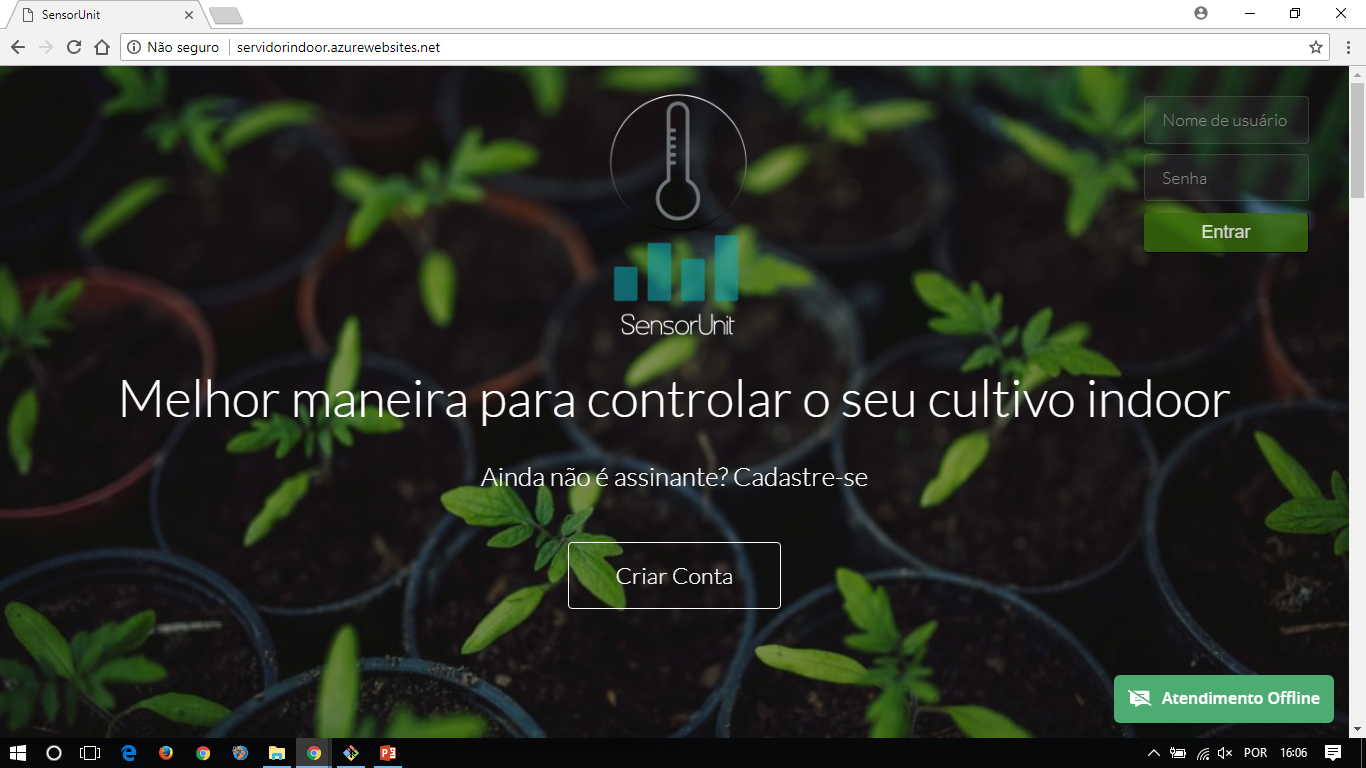 SensorUnit
Não seguro
servidorindoor.azurewebsites.net
Nome de usuário
Senha
Entrar
SensorUnit
Melhor maneira para controlar o seu cultivo indoor
Ainda não é assinante? Cadastre-se
Criar Conta
Atendimento Offline
POR
16:06